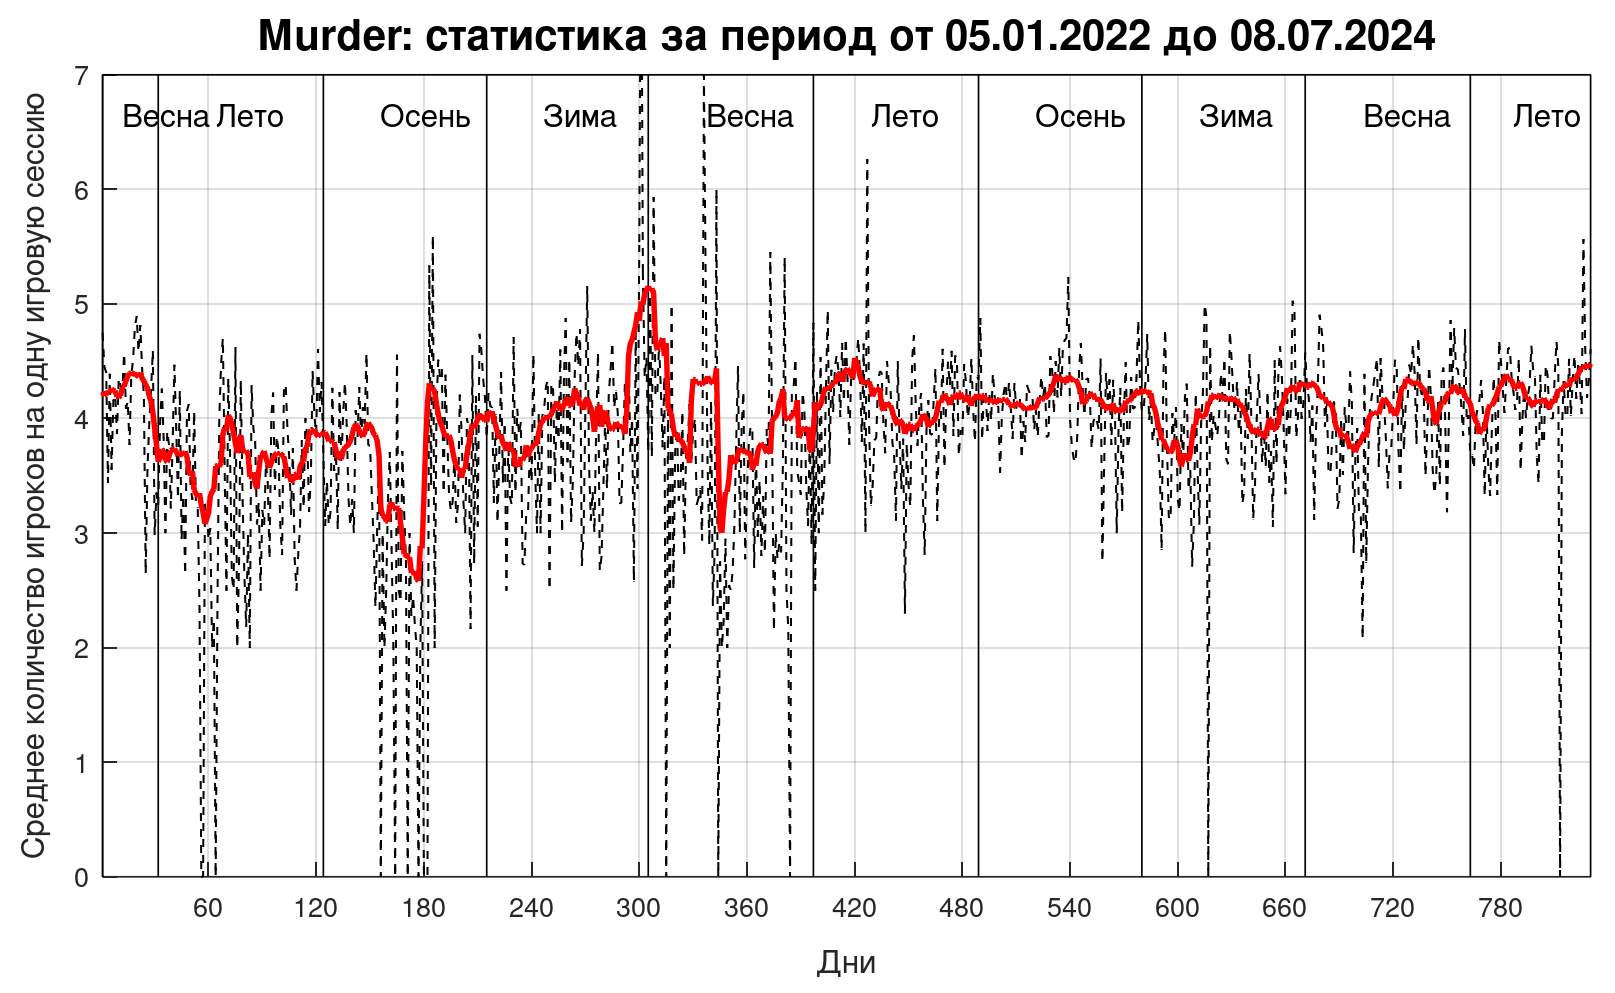 Murder: статистика за период от 05.01.2022 до 08.07.2024
Среднее количество игроков на одну игровую сессию
7
6
5
4
3
2
1
0
Весна Лето Осень Зима Весна Лето Осень Зима Весна Лето
60 120 180 240 300 360 420 480 540 600 660 720 780
Дни